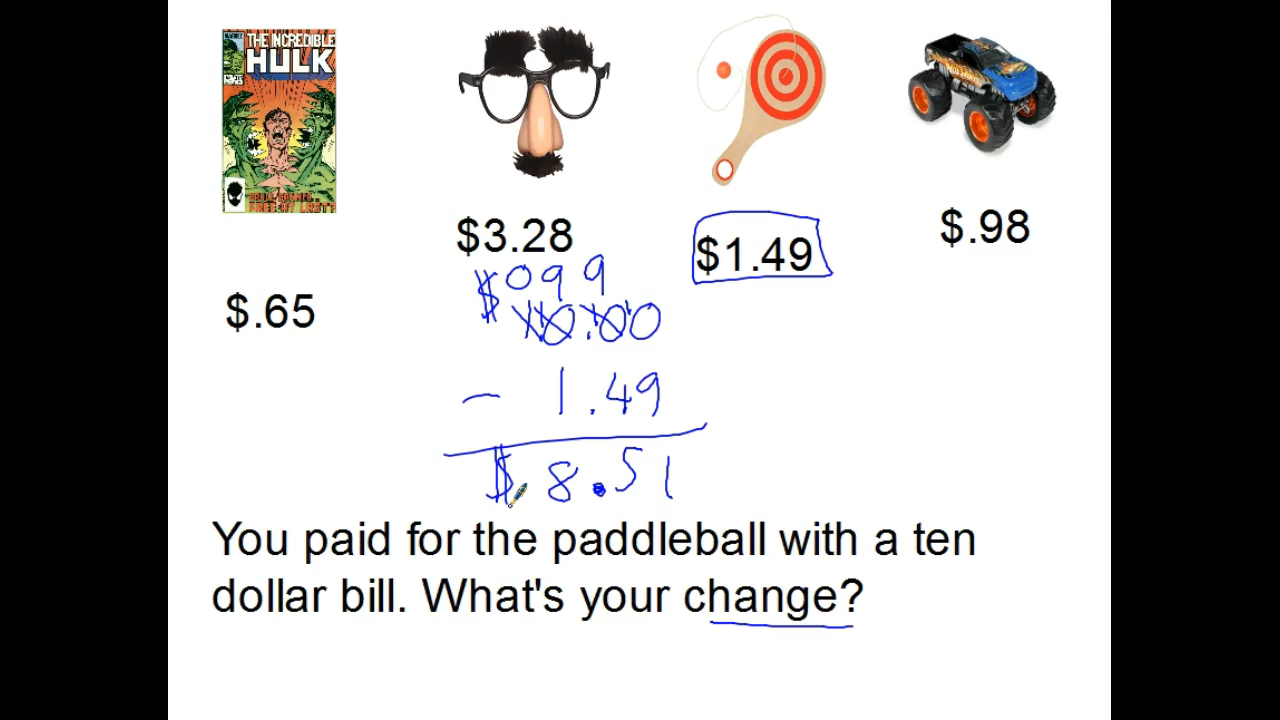 THE INCREDIBLE
HULK
$3.28
$1.49
$.98
$.65
$ 0 9 9
10.00
- 1.49
$ 8.51
You paid for the paddleball with a ten
dollar bill. What's your change?